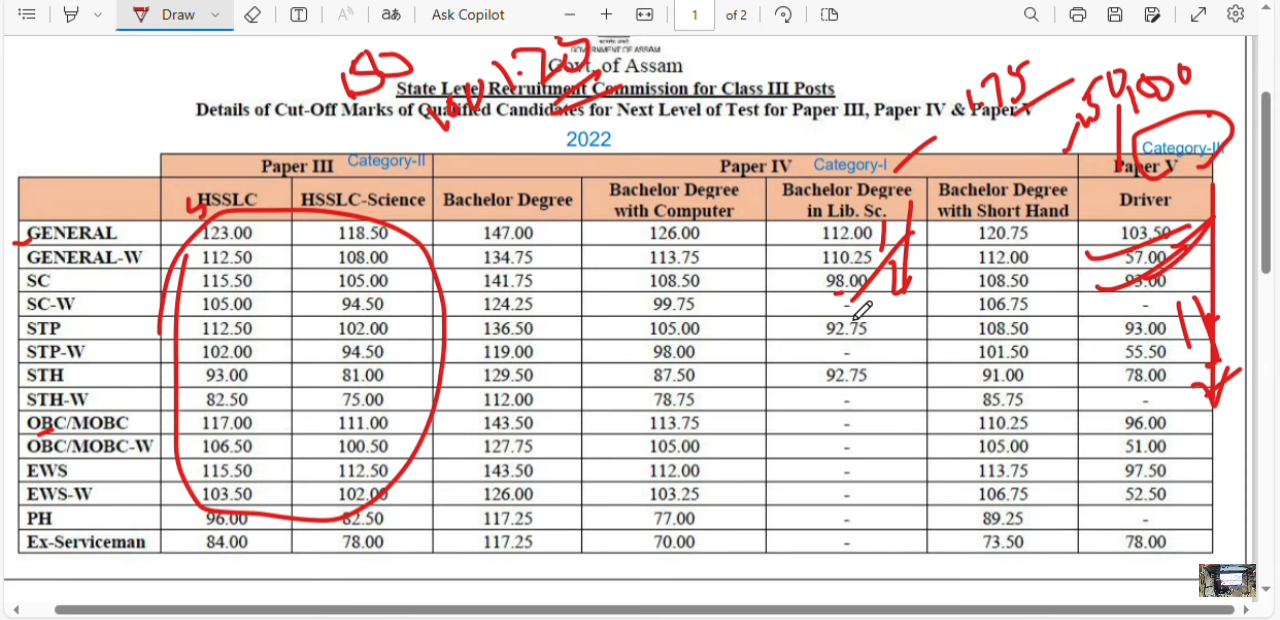 Draw
aあ
Ask Copilot
1
of 2
GOVERNMENT OF ASSAM
Govt. of Assam
State Level Recruitment Commission for Class III Posts
Details of Cut-Off Marks of Qualified Candidates for Next Level of Test for Paper III, Paper IV & Paper V
2022
Paper III Category-II Paper IV Category-I Paper V Category-III
HSSLC HSSLC-Science Bachelor Degree Bachelor Degree with Computer Bachelor Degree in Lib. Sc. Bachelor Degree with Short Hand Driver
GENERAL 123.00 118.50 147.00 126.00 112.00 120.75 103.50
GENERAL-W 112.50 108.00 134.75 113.75 110.25 112.00 57.00
SC 115.50 105.00 141.75 108.50 98.00 108.50 93.00
SC-W 105.00 94.50 124.25 99.75 - 106.75 -
STP 112.50 102.00 136.50 105.00 92.75 108.50 93.00
STP-W 102.00 94.50 119.00 98.00 - 101.50 55.50
STH 93.00 81.00 129.50 87.50 92.75 91.00 78.00
STH-W 82.50 75.00 112.00 78.75 - 85.75 -
OBC/MOBC 117.00 111.00 143.50 113.75 - 110.25 96.00
OBC/MOBC-W 106.50 100.50 127.75 105.00 - 105.00 51.00
EWS 115.50 112.50 143.50 112.00 - 113.75 97.50
EWS-W 103.50 102.00 126.00 103.25 - 106.75 52.50
PH 96.00 82.50 117.25 77.00 - 89.25 -
Ex-Serviceman 84.00 78.00 117.25 70.00 - 73.50 78.00